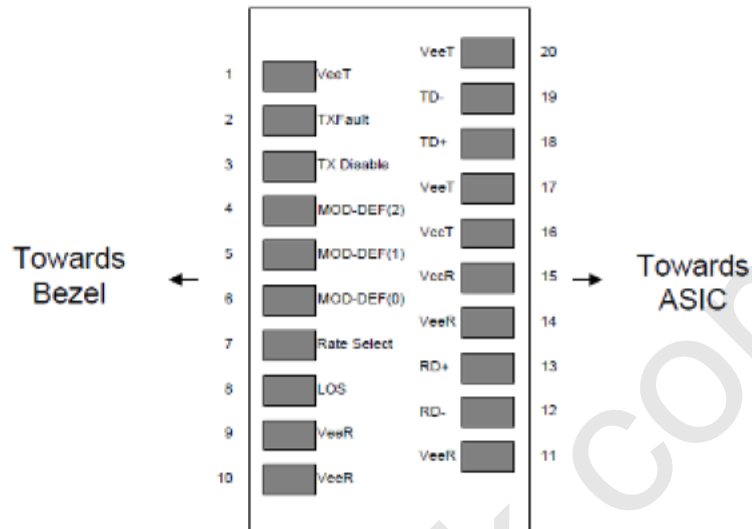 Towards
Bezel
1 VeeT
2 TXFault
3 TX Disable
4 MOD-DEF(2)
5 MOD-DEF(1)
6 MOD-DEF(0)
7 Rate Select
8 LOS
9 VeeR
10 VeeR
VeeT 20
TD- 19
TD+ 18
VeeT 17
VccT 16
VccR 15
VeeR 14
RD+ 13
RD- 12
VeeR 11
Towards
ASIC